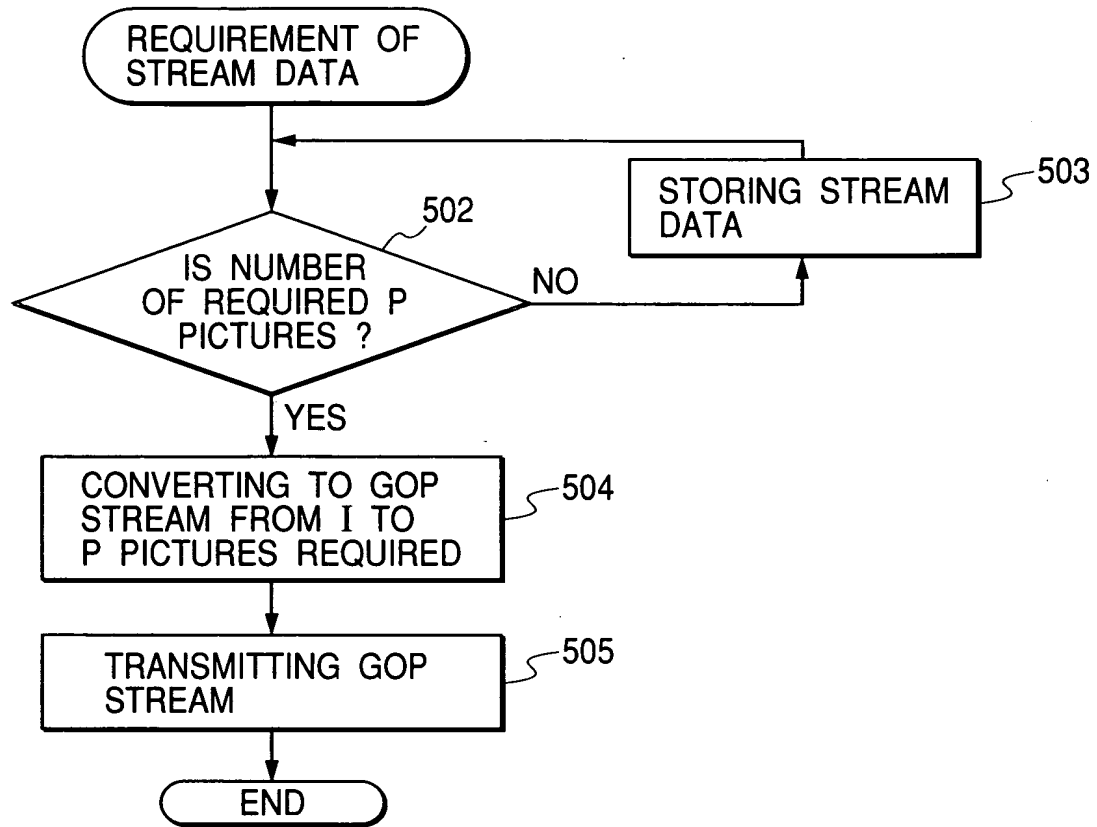 REQUIREMENT OF
STREAM DATA
503
STORING STREAM
DATA
502
IS NUMBER
OF REQUIRED P
PICTURES ?
NO
YES
504
CONVERTING TO GOP
STREAM FROM I TO
P PICTURES REQUIRED
505
TRANSMITTING GOP
STREAM
END